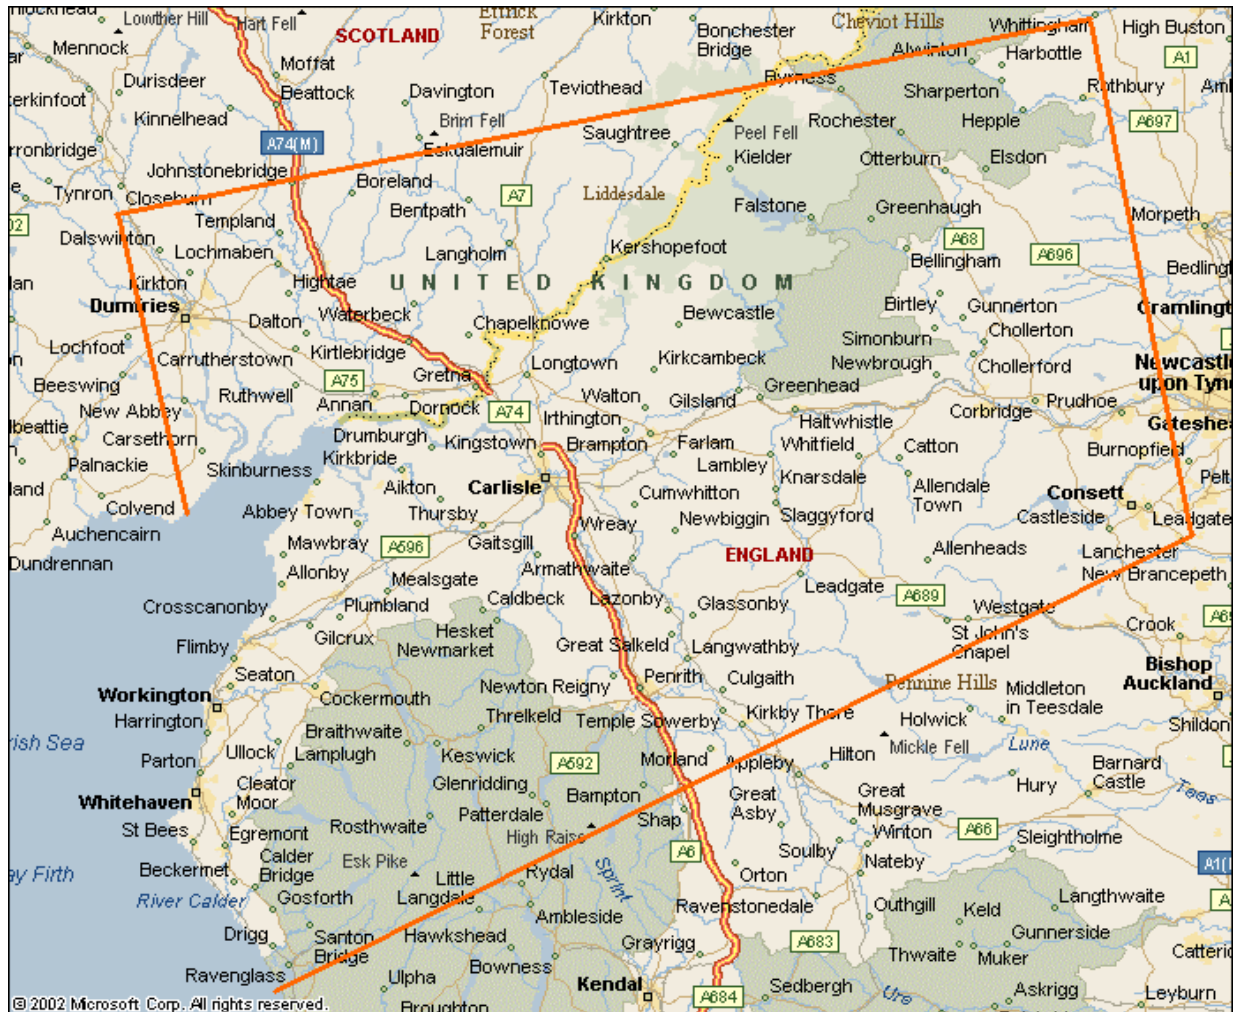 Lowther Hill
Hart Fell
Ettrick
Forest
Kirkton
Cheviot Hills
Whittingham
High Buston
SCOTLAND
Bonchester
Bridge
Alwinton
Harbottle
Mennock
Moffat
Byrness
A1
Durisdeer
Beattock
Davington
Teviothead
Sharperton
Rothbury
Kinnelhead
Brim Fell
Saughtree
Peel Fell
Rochester
Hepple
A697
A74(M)
Eskdalemuir
Kielder
Otterburn
Elsdon
Johnstonebridge
Boreland
Tynron
Closeburn
A7
Liddesdale
Bentpath
Falstone
Greenhaugh
Morpeth
Templand
Dalswinton
Lochmaben
Langholm
Kershopefoot
A68
A696
Bellingham
Kirkton
Hightae
UNITED KINGDOM
Dumfries
Waterbeck
Chapelknowe
Bewcastle
Birtley
Gunnerton
Dalton
Simonburn
Chollerton
Lochfoot
Carrutherstown
Kirtlebridge
Longtown
Kirkcambeck
Newbrough
Chollerford
Beeswing
A75
Gretna
Greenhead
Ruthwell
Annan
Dornock
A74
Walton
Gilsland
Prudhoe
New Abbey
Irthington
Haltwhistle
Corbridge
Carsethorn
Drumburgh
Kingstown
Brampton
Farlam
Whitfield
Catton
Burnopfield
Palnackie
Skinburness
Kirkbride
Lambley
Knarsdale
Aikton
Carlisle
Cumwhitton
Allendale
Town
Consett
Colvend
Abbey Town
Thursby
Newbiggin
Slaggyford
Castleside
Leadgate
Auchencairn
Wreay
Mawbray
A596
Gaitsgill
ENGLAND
Allenheads
Lanchester
Dundrennan
Allonby
Mealsgate
Armathwaite
Leadgate
New Brancepeth
Crosscanonby
Plumbland
Caldbeck
Lazonby
Glassonby
A689
Westgate
Flimby
Gilcrux
Hesket
Newmarket
Great Salkeld
Langwathby
St John's
Chapel
Crook
Seaton
Penrith
Culgaith
Pennine Hills
Bishop
Auckland
Workington
Cockermouth
Newton Reigny
Middleton
in Teesdale
Harrington
Braithwaite
Threlkeld
Temple Sowerby
Kirkby Thore
Holwick
Shildon
Ullock
Lamplugh
Keswick
Morland
Hilton
Mickle Fell
Lune
Parton
A592
Appleby
Barnard
Castle
Tees
Cleator
Moor
Glenridding
Bampton
Great
Asby
Great
Musgrave
Hury
Whitehaven
Patterdale
Shap
St Bees
Egremont
Rosthwaite
High Raise
Winton
A66
Sleightholme
Beckermet
Calder
Bridge
Esk Pike
Little
Langdale
Rydal
Sprint
A6
Soulby
Nateby
River Calder
Gosforth
Orton
Langthwaite
Ambleside
Ravenstonedale
Outhgill
Keld
Drigg
Santon
Bridge
Hawkshead
Grayrigg
A683
Gunnerside
Thwaite
Muker
Ravenglass
Ulpha
Bowness
Kendal
A684
Sedbergh
Ure
Askrigg
Leyburn
Broughton
© 2002 Microsoft Corp. All rights reserved.